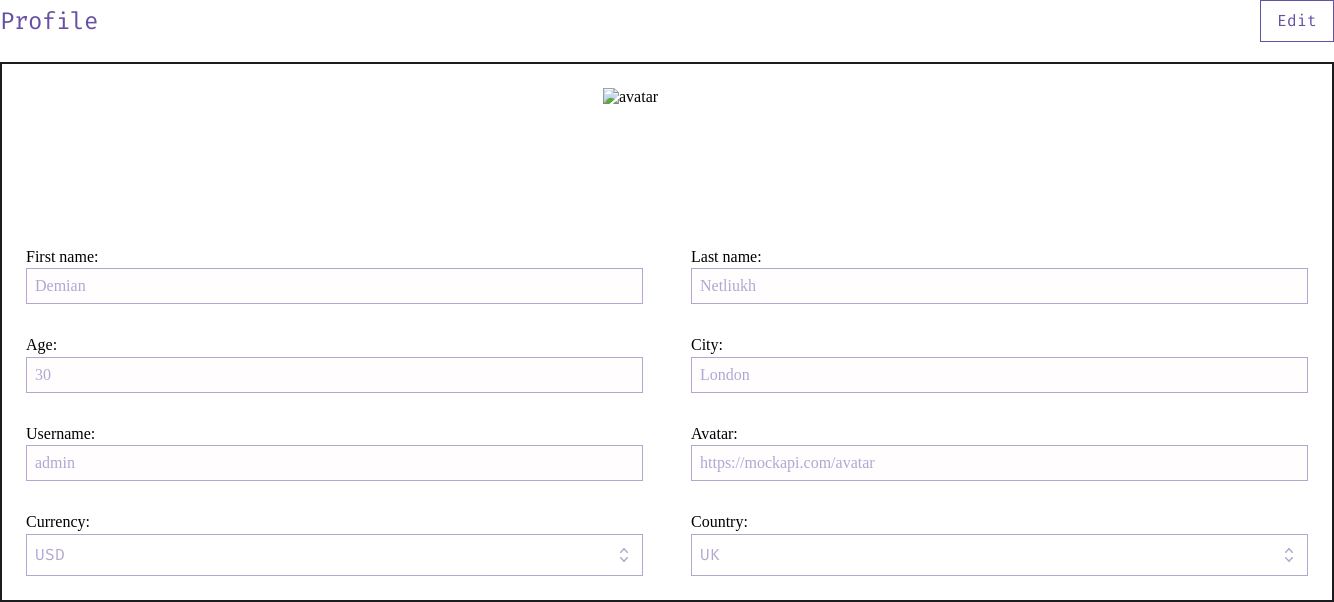 Profile
Edit
avatar
First name:
Last name:
Demian
Netliukh
Age:
City:
30
London
Username:
Avatar:
admin
https://mockapi.com/avatar
Currency:
Country:
USD
UK